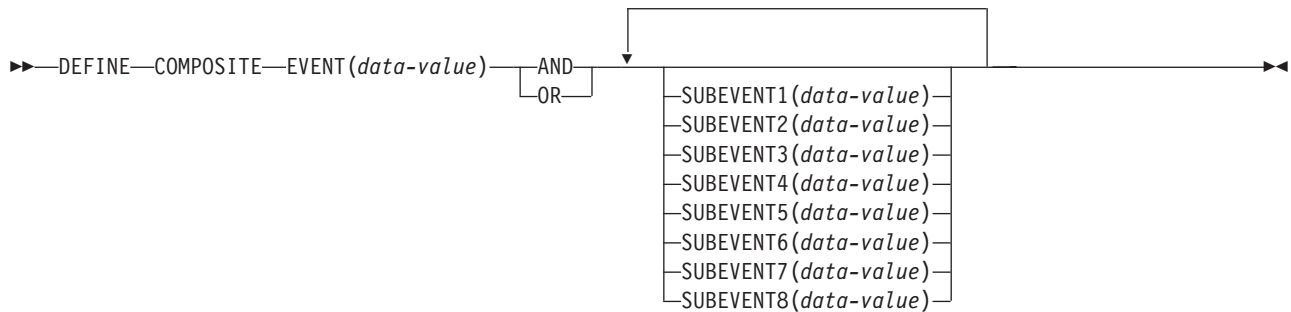 DEFINE COMPOSITE EVENT(data-value) AND
OR
SUBEVENT1(data-value)
SUBEVENT2(data-value)
SUBEVENT3(data-value)
SUBEVENT4(data-value)
SUBEVENT5(data-value)
SUBEVENT6(data-value)
SUBEVENT7(data-value)
SUBEVENT8(data-value)